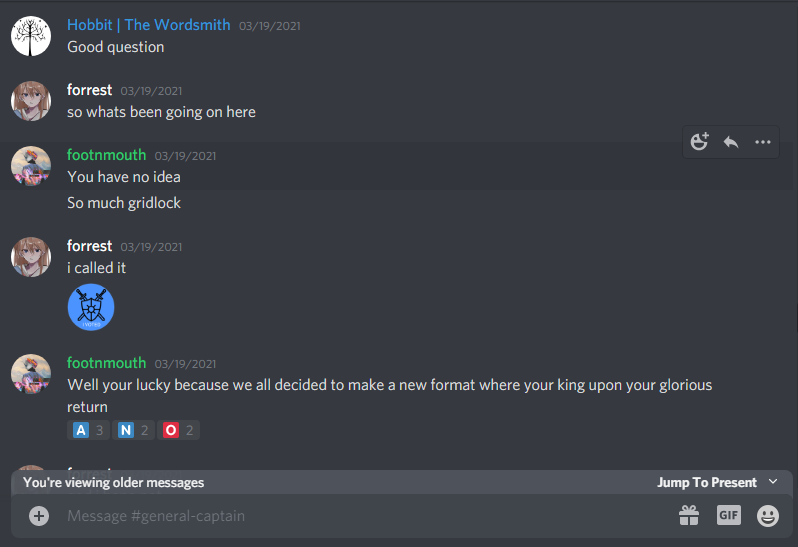 Hobbit | The Wordsmith 03/19/2021
Good question
forrest 03/19/2021
so whats been going on here
footnmouth 03/19/2021
You have no idea
So much gridlock
forrest 03/19/2021
i called it
I VOTED
footnmouth 03/19/2021
Well your lucky because we all decided to make a new format where your king upon your glorious
return
A 3 N 2 O 2
You're viewing older messages Jump To Present
Message #general-captain GIF